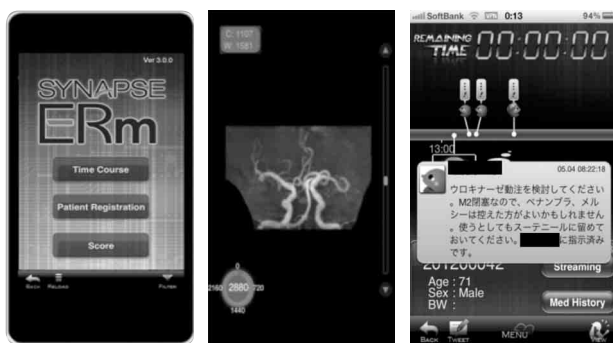 Ver 3.0.0
SYNAPSE
ERm
Time Course
Patient Registration
Score
BACK
RELOAD
FILTER
C: 1107
W: 1581
0
2160
2880
720
1440
SoftBank
0:13
94%
REMAINING
TIME
00:00:00
13:00
05.04 08:22:18
ウロキナーゼ動注を検討してください
。M2閉塞なので、ペナンブラ、メル
シーは控えた方がよいかもしれません
。使うとしてもスーテニールに留めて
おいてください。
に指示済み
です。
201200042
Streaming
Age : 71
Sex : Male
BW :
Med History
BACK
TWEET
MENU
VIEW